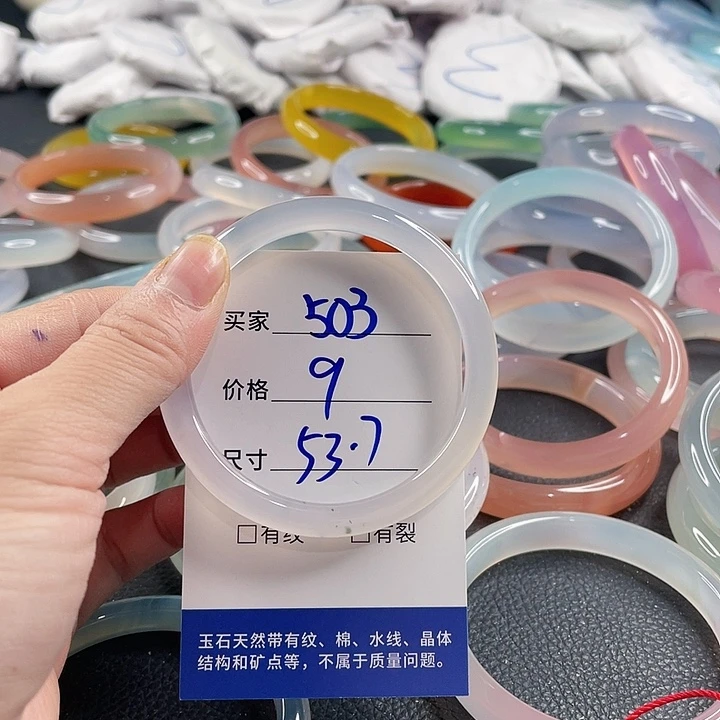 买家 503
价格 9
尺寸 53.7
□有纹 □有裂
玉石天然带有纹、棉、水线、晶体
结构和矿点等，不属于质量问题。